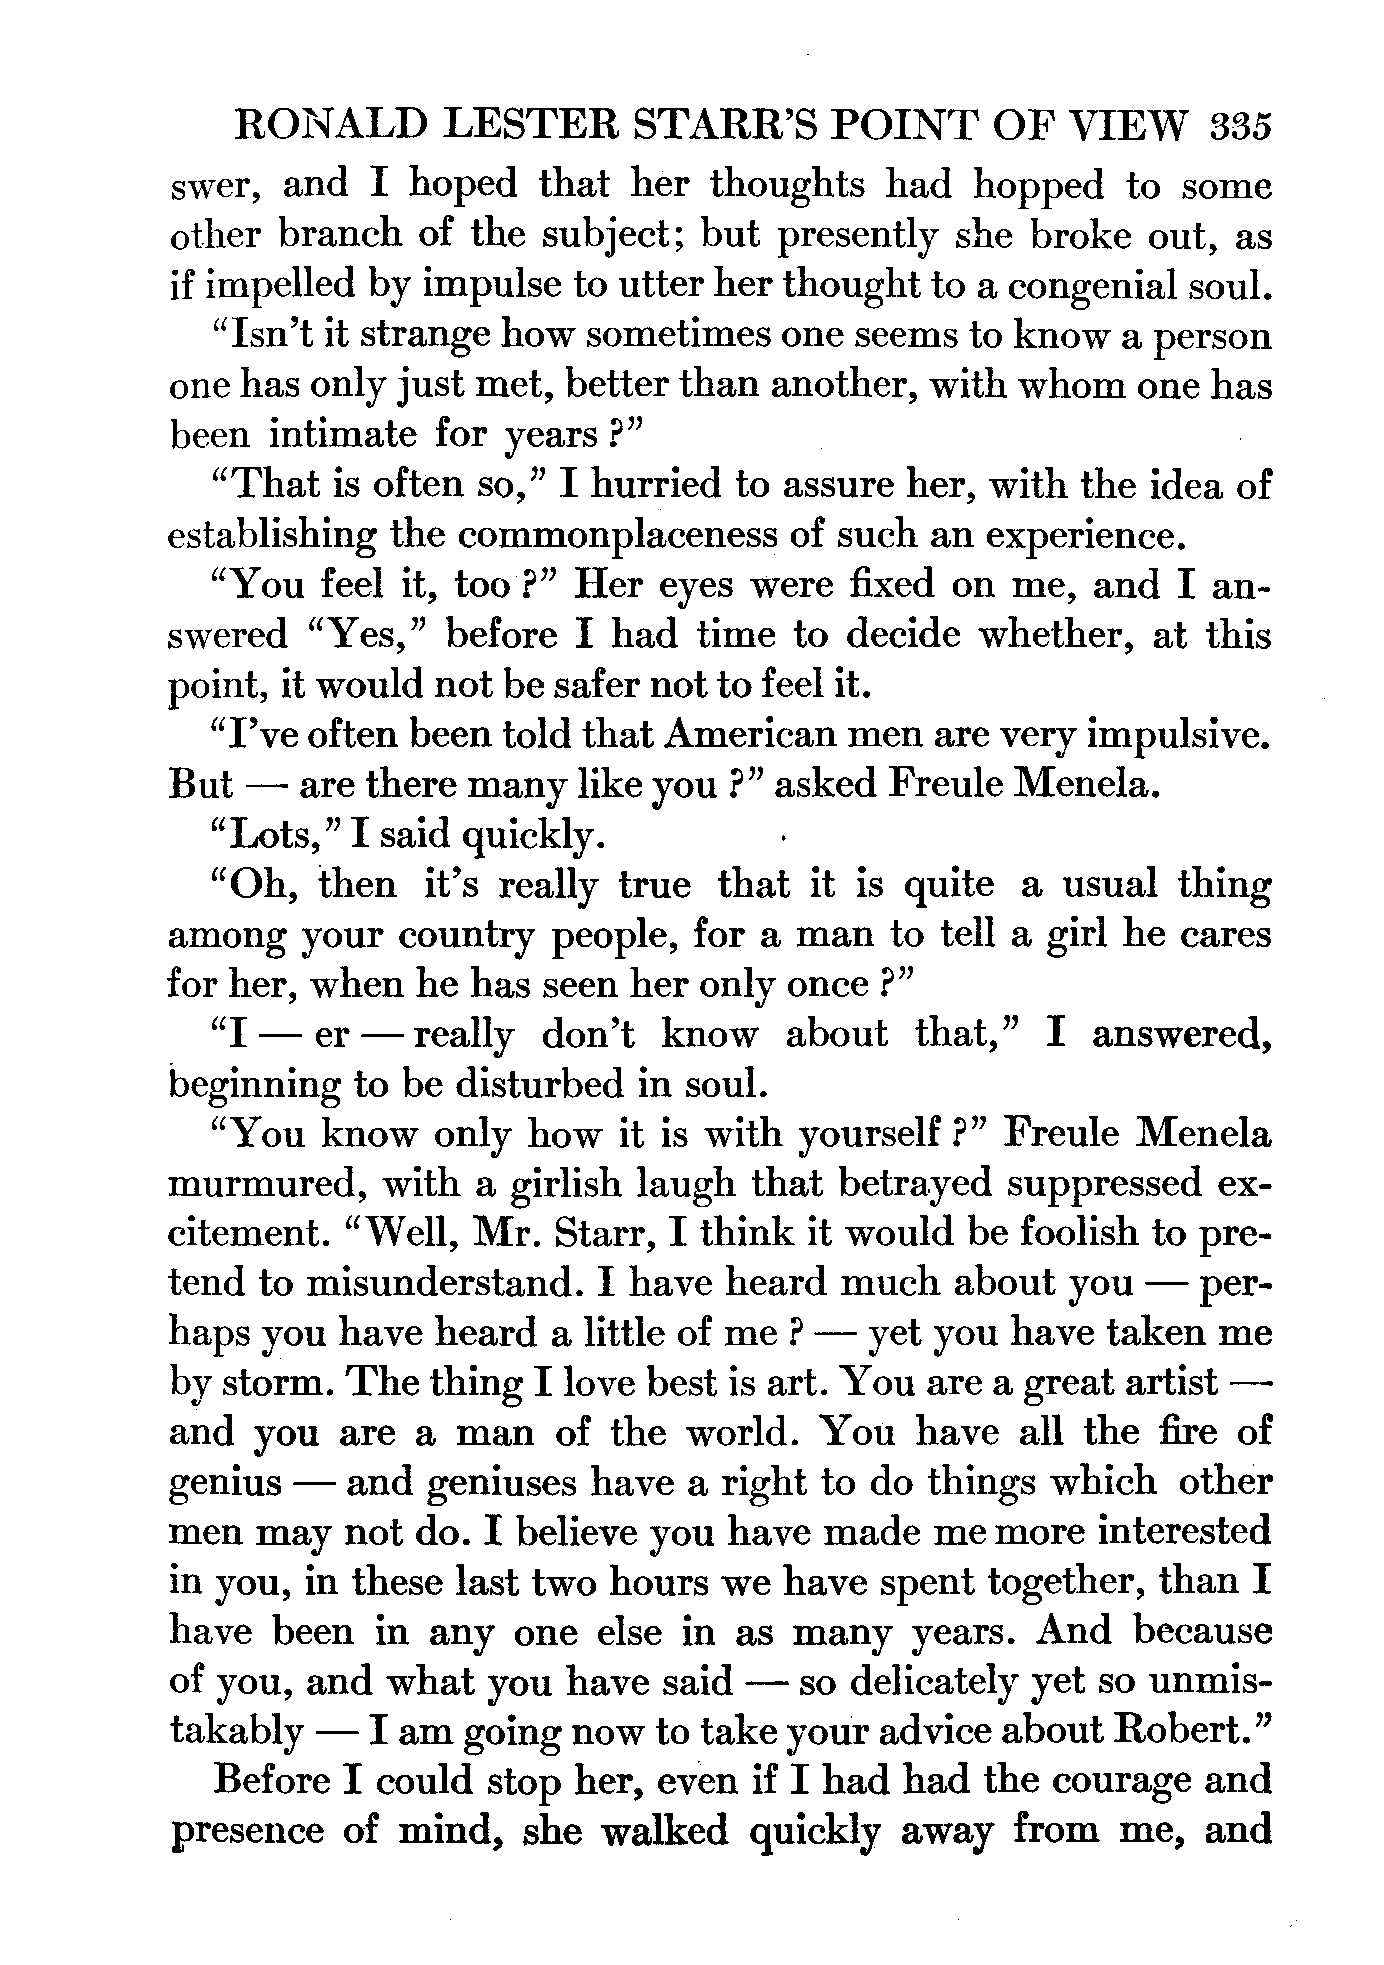 RONALD LESTER STARR'S POINT OF VIEW 335
swer, and I hoped that her thoughts had hopped to some
other branch of the subject; but presently she broke out, as
if impelled by impulse to utter her thought to a congenial soul.
"Isn't it strange how sometimes one seems to know a person
one has only just met, better than another, with whom one has
been intimate for years?"
"That is often so," I hurried to assure her, with the idea of
establishing the commonplaceness of such an experience.
"You feel it, too?" Her eyes were fixed on me, and I an-
swered "Yes," before I had time to decide whether, at this
point, it would not be safer not to feel it.
"I've often been told that American men are very impulsive.
But — are there many like you?" asked Freule Menela.
"Lots," I said quickly.
"Oh, then it's really true that it is quite a usual thing
among your country people, for a man to tell a girl he cares
for her, when he has seen her only once?"
"I — er — really don't know about that," I answered,
beginning to be disturbed in soul.
"You know only how it is with yourself?" Freule Menela
murmured, with a girlish laugh that betrayed suppressed ex-
citement. "Well, Mr. Starr, I think it would be foolish to pre-
tend to misunderstand. I have heard much about you — per-
haps you have heard a little of me? — yet you have taken me
by storm. The thing I love best is art. You are a great artist —
and you are a man of the world. You have all the fire of
genius — and geniuses have a right to do things which other
men may not do. I believe you have made me more interested
in you, in these last two hours we have spent together, than I
have been in any one else in as many years. And because
of you, and what you have said — so delicately yet so unmis-
takably — I am going now to take your advice about Robert."
Before I could stop her, even if I had had the courage and
presence of mind, she walked quickly away from me, and